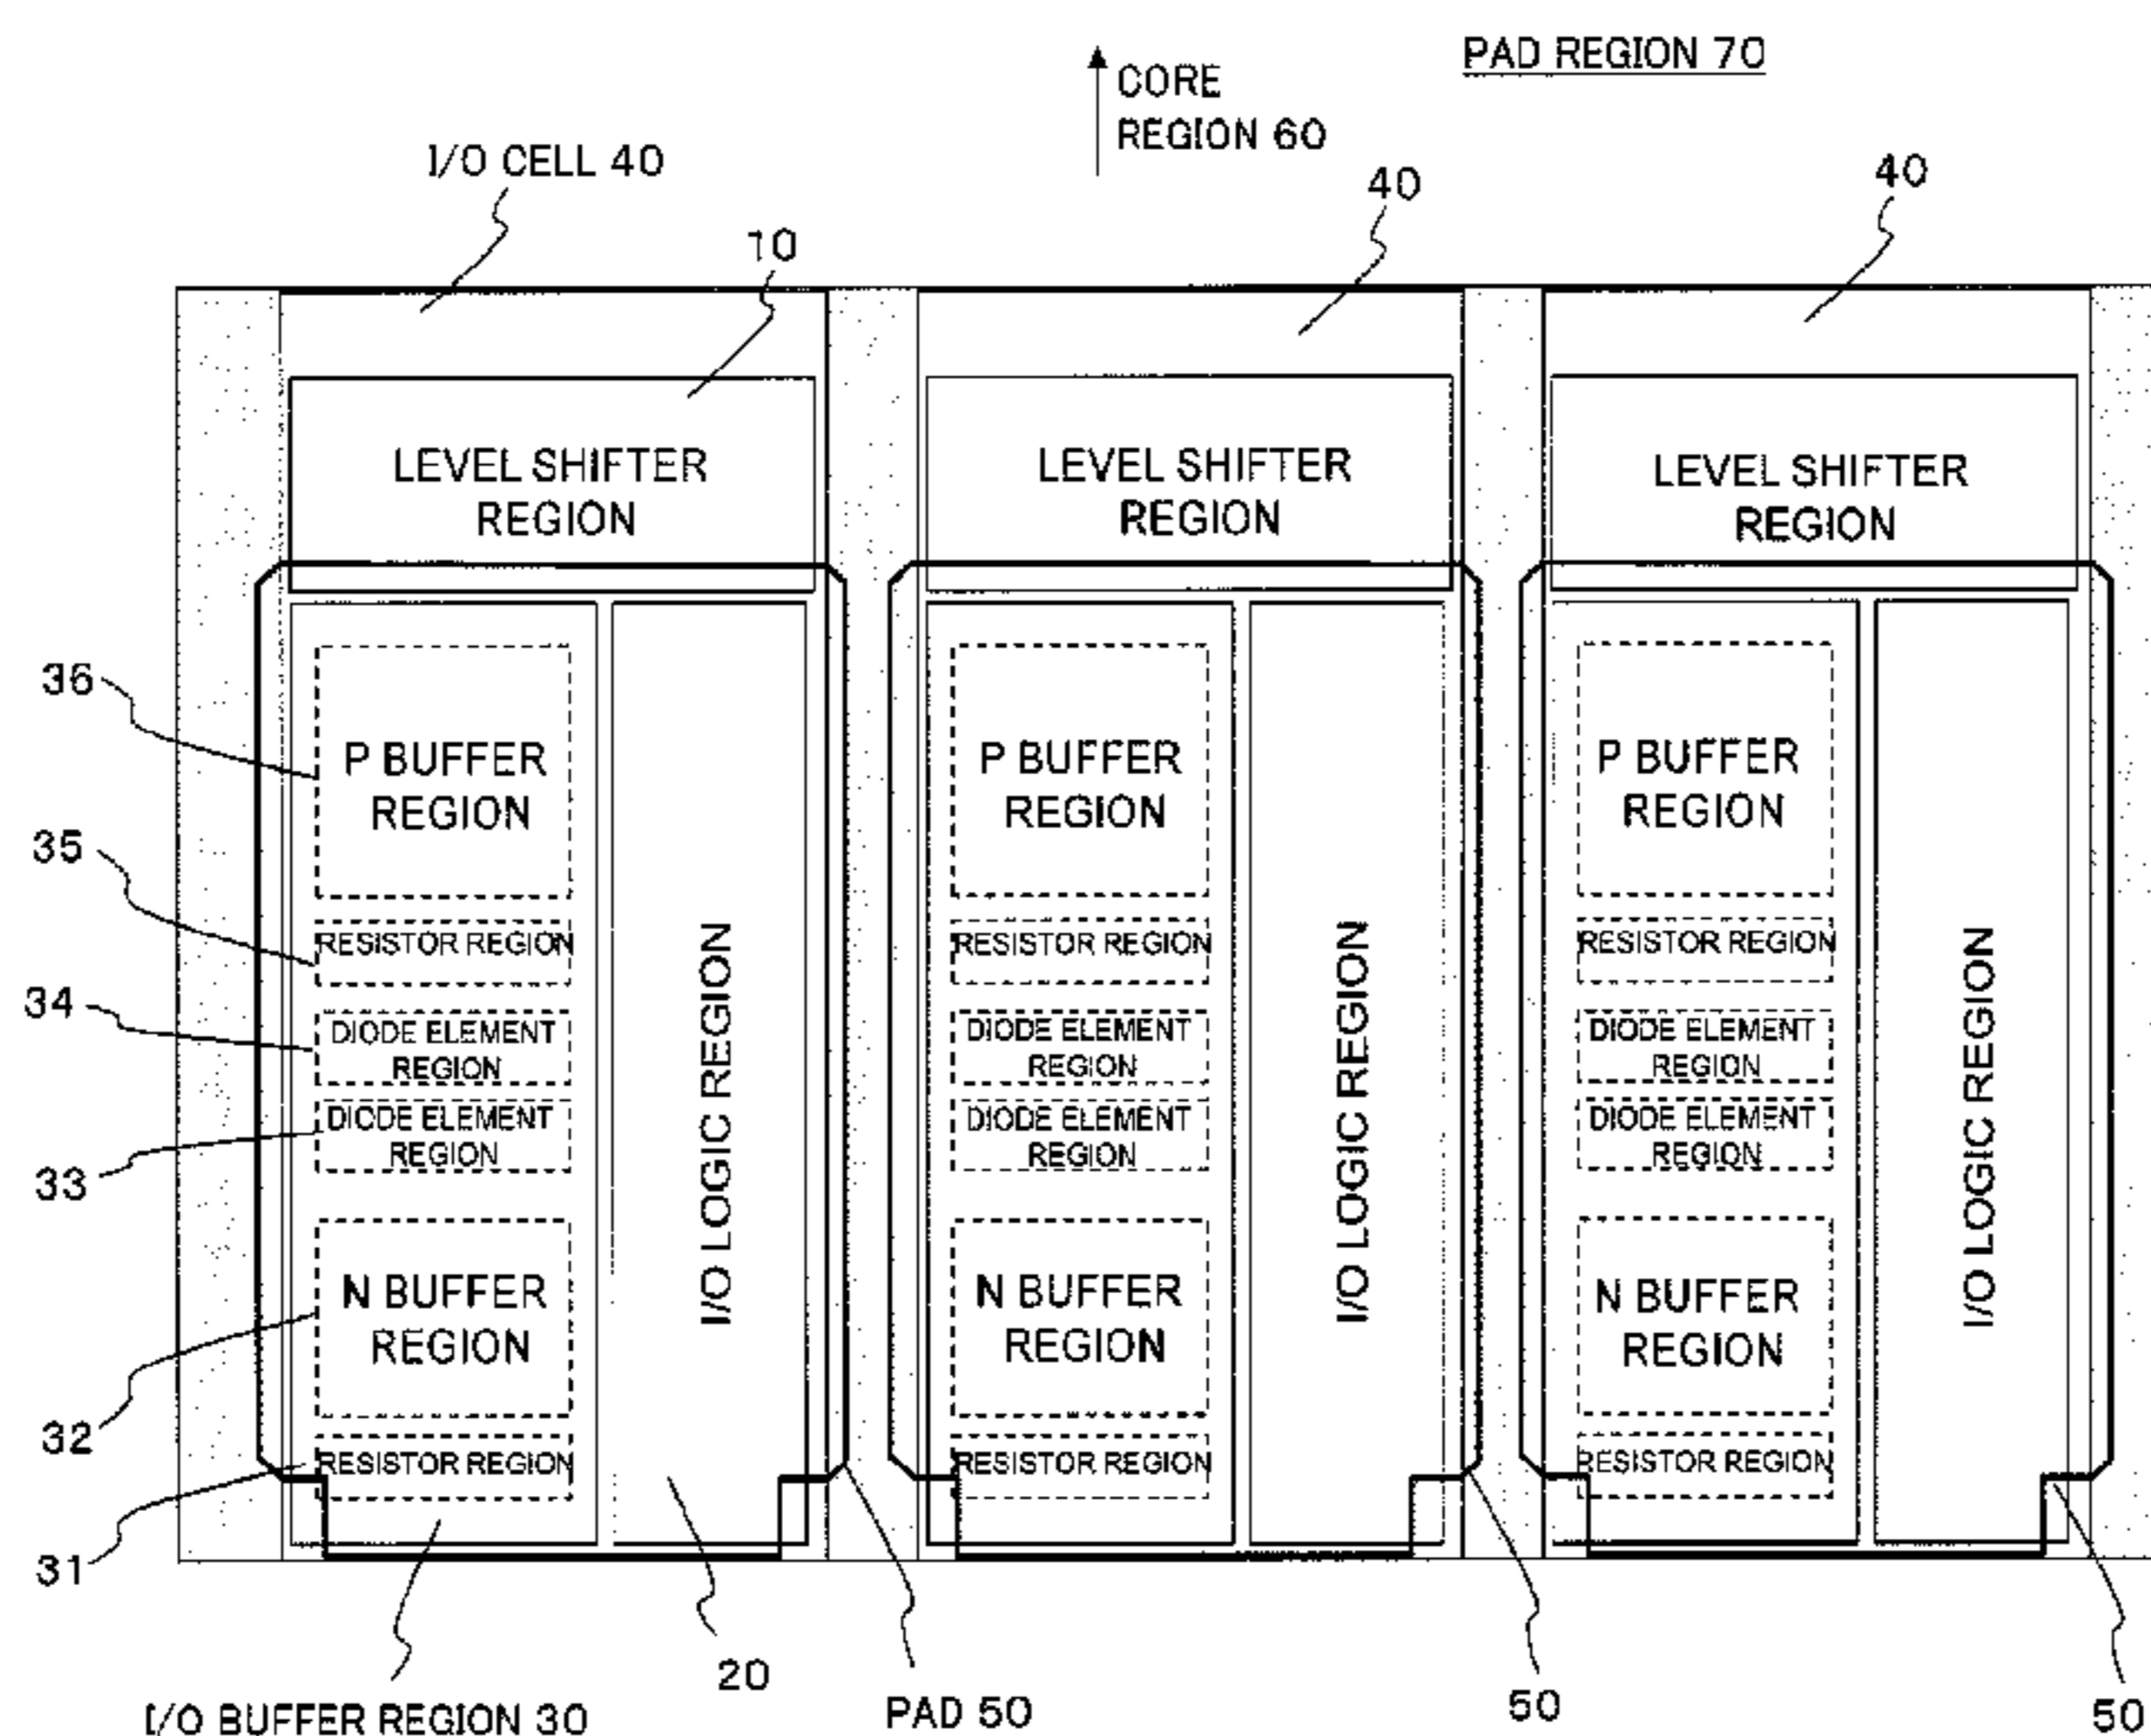 PAD REGION 70
CORE
REGION 60
I/O CELL 40
40
40
10
LEVEL SHIFTER
REGION
LEVEL SHIFTER
REGION
LEVEL SHIFTER
REGION
36
P BUFFER
REGION
P BUFFER
REGION
P BUFFER
REGION
35
RESISTOR REGION
RESISTOR REGION
RESISTOR REGION
34
DIODE ELEMENT
REGION
DIODE ELEMENT
REGION
DIODE ELEMENT
REGION
33
DIODE ELEMENT
REGION
DIODE ELEMENT
REGION
DIODE ELEMENT
REGION
I/O LOGIC REGION
I/O LOGIC REGION
I/O LOGIC REGION
32
N BUFFER
REGION
N BUFFER
REGION
N BUFFER
REGION
31
RESISTOR REGION
RESISTOR REGION
RESISTOR REGION
I/O BUFFER REGION 30
20
PAD 50
50
50